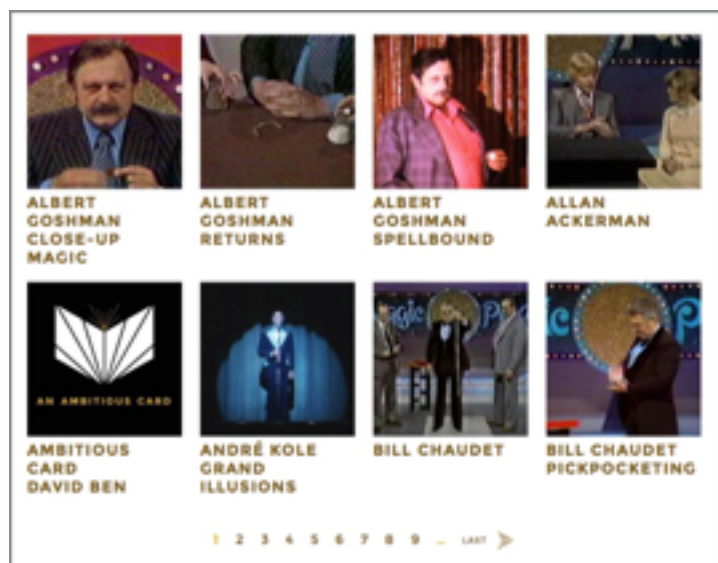 ALBERT
GOSHMAN
CLOSE-UP
MAGIC
ALBERT
GOSHMAN
RETURNS
ALBERT
GOSHMAN
SPELLBOUND
ALLAN
ACKERMAN
AN AMBITIOUS CARD
AMBITIOUS
CARD
DAVID BEN
ANDRÉ KOLE
GRAND
ILLUSIONS
BILL CHAUDET
BILL CHAUDET
PICKPOCKETING
1 2 3 4 5 6 7 8 9 ... LAST